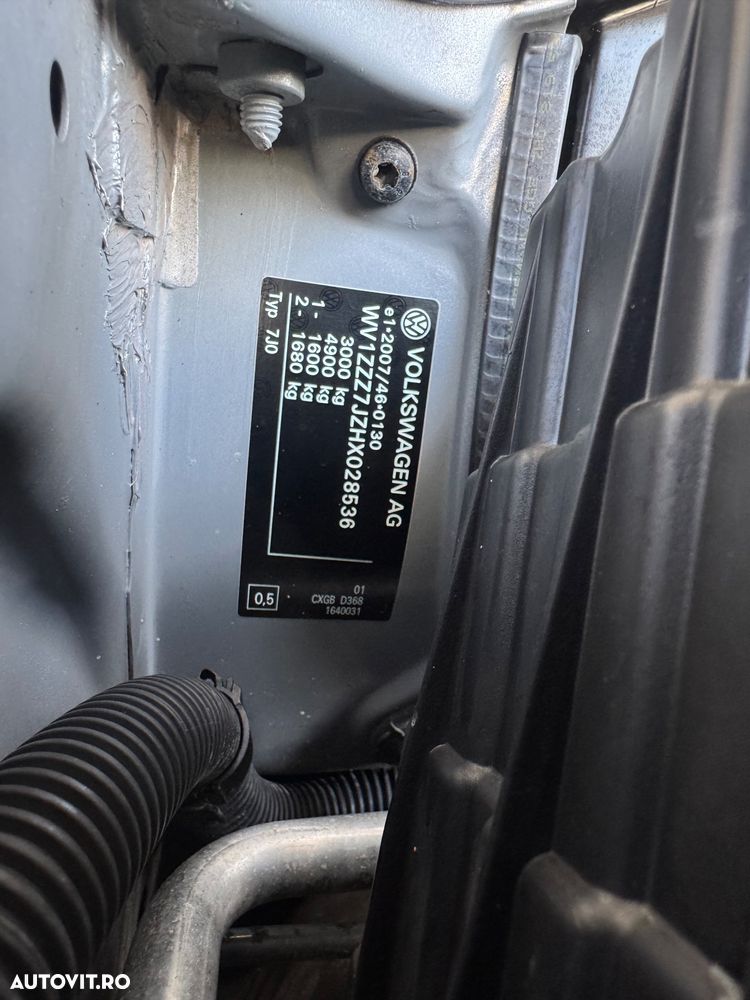 VOLKSWAGEN AG
e1*2007/46*0130
WV1ZZZ7JZHX028536
3000 kg
4900 kg
1- 1600 kg
2- 1680 kg
Typ 7J0
01
CXGB D368
1640031
0,5
AUTOVIT.RO